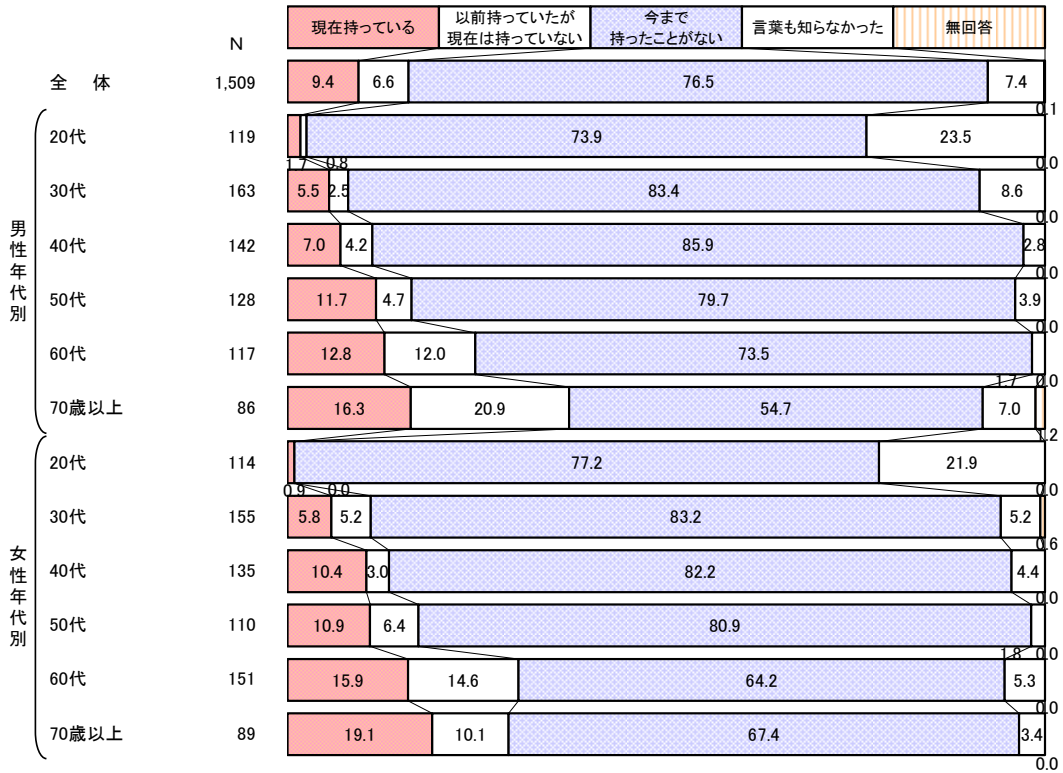 現在持っている
以前持っていたが
現在は持っていない
今まで
持ったことがない
言葉も知らなかった
無回答
N
全 体 1,509 9.4 6.6 76.5 7.4 0.1
男性年代別
20代 119 1.7 0.8 73.9 23.5 0.0
30代 163 5.5 2.5 83.4 8.6 0.0
40代 142 7.0 4.2 85.9 2.8 0.0
50代 128 11.7 4.7 79.7 3.9 0.0
60代 117 12.8 12.0 73.5 1.7 0.0
70歳以上 86 16.3 20.9 54.7 7.0 1.2
女性年代別
20代 114 0.9 0.0 77.2 21.9 0.0
30代 155 5.8 5.2 83.2 5.2 0.6
40代 135 10.4 3.0 82.2 4.4 0.0
50代 110 10.9 6.4 80.9 1.8 0.0
60代 151 15.9 14.6 64.2 5.3 0.0
70歳以上 89 19.1 10.1 67.4 3.4 0.0